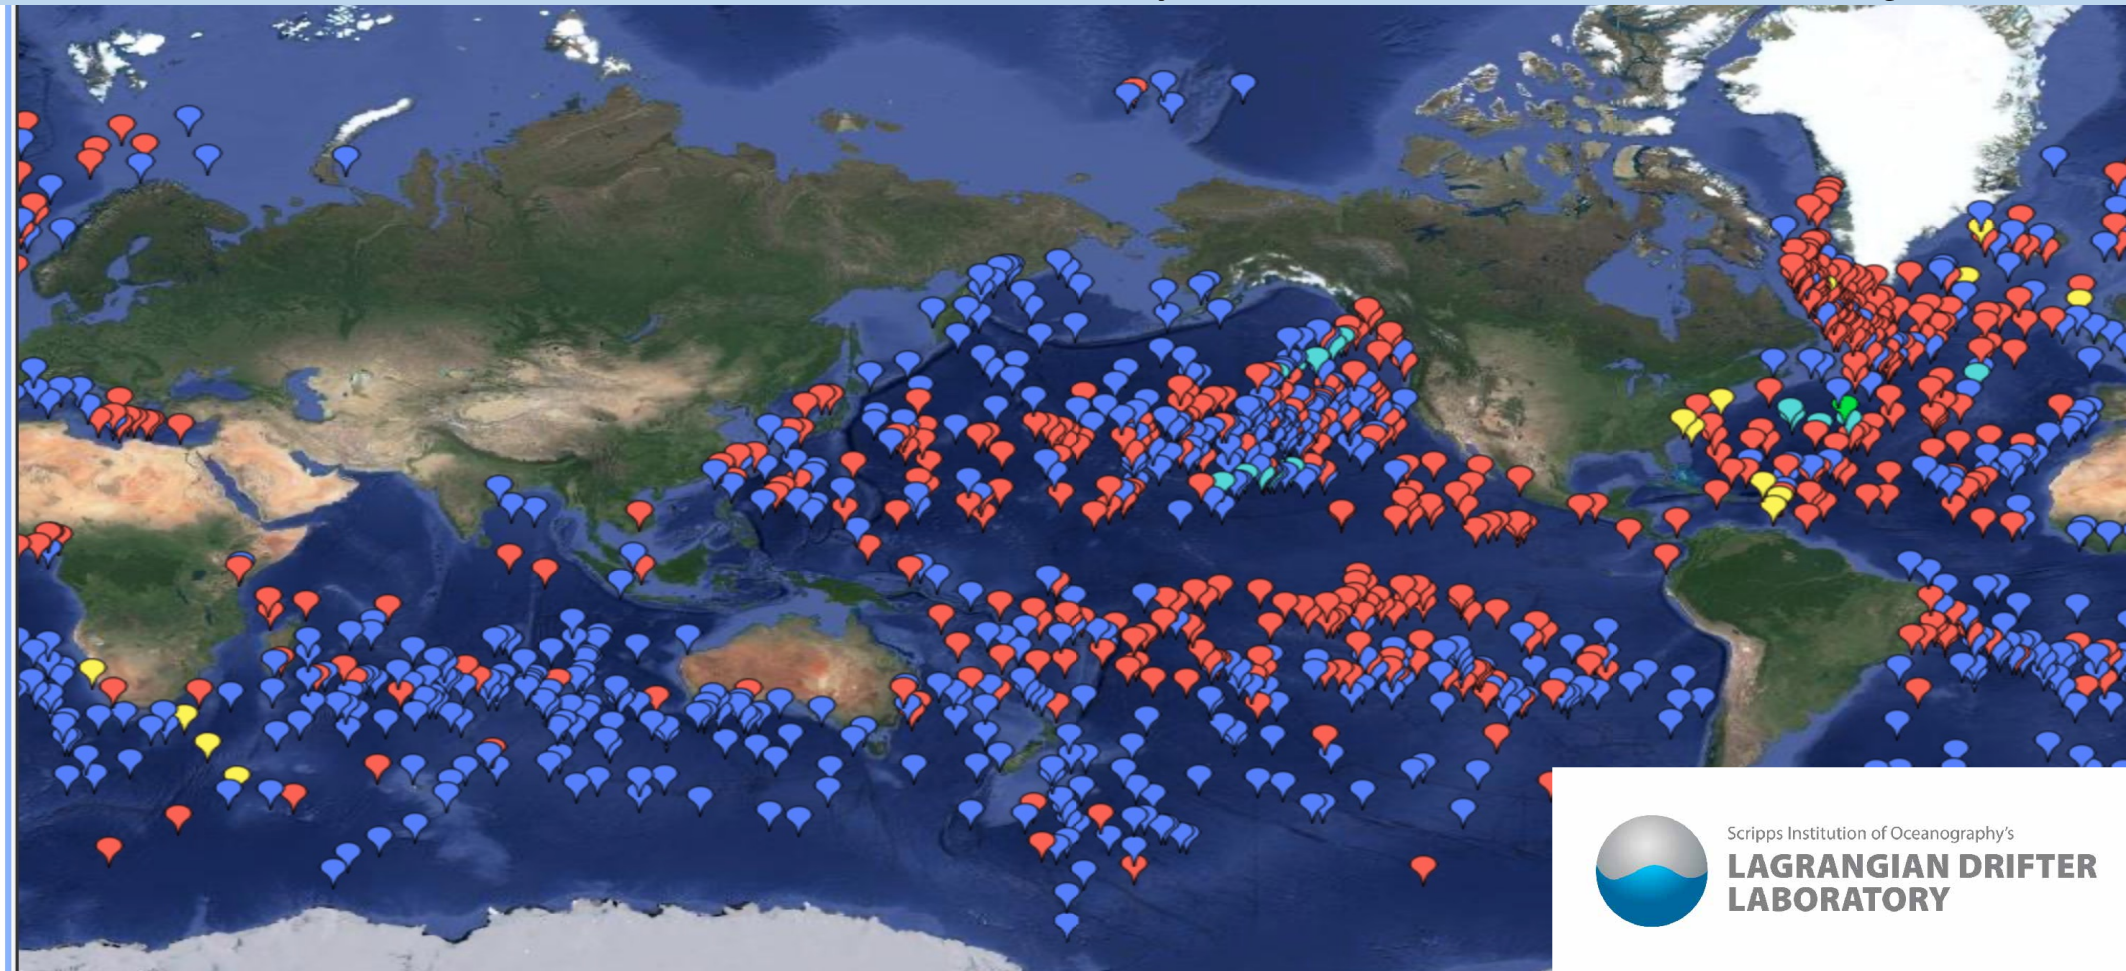 Scripps Institution of Oceanography's
LAGRANGIAN DRIFTER
LABORATORY